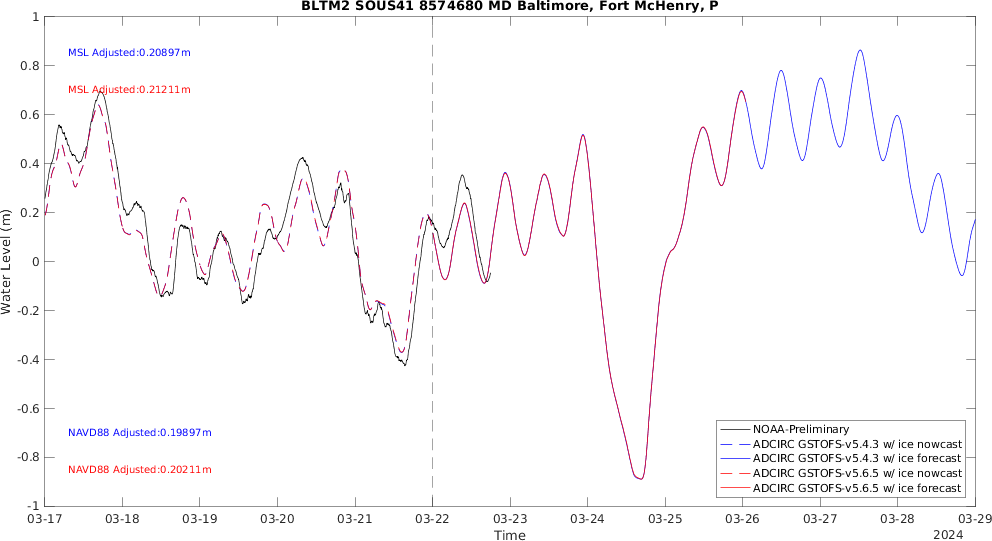 BLTM2 SOUS41 8574680 MD Baltimore, Fort McHenry, P
MSL Adjusted:0.20897m
MSL Adjusted:0.21211m
NAVD88 Adjusted:0.19897m
NAVD88 Adjusted:0.20211m
Water Level (m)
1
0.8
0.6
0.4
0.2
0
-0.2
-0.4
-0.6
-0.8
-1
NOAA-Preliminary
ADCIRC GSTOFS-v5.4.3 w/ ice nowcast
ADCIRC GSTOFS-v5.4.3 w/ ice forecast
ADCIRC GSTOFS-v5.6.5 w/ ice nowcast
ADCIRC GSTOFS-v5.6.5 w/ ice forecast
03-17 03-18 03-19 03-20 03-21 03-22 03-23 03-24 03-25 03-26 03-27 03-28 03-29
Time
2024